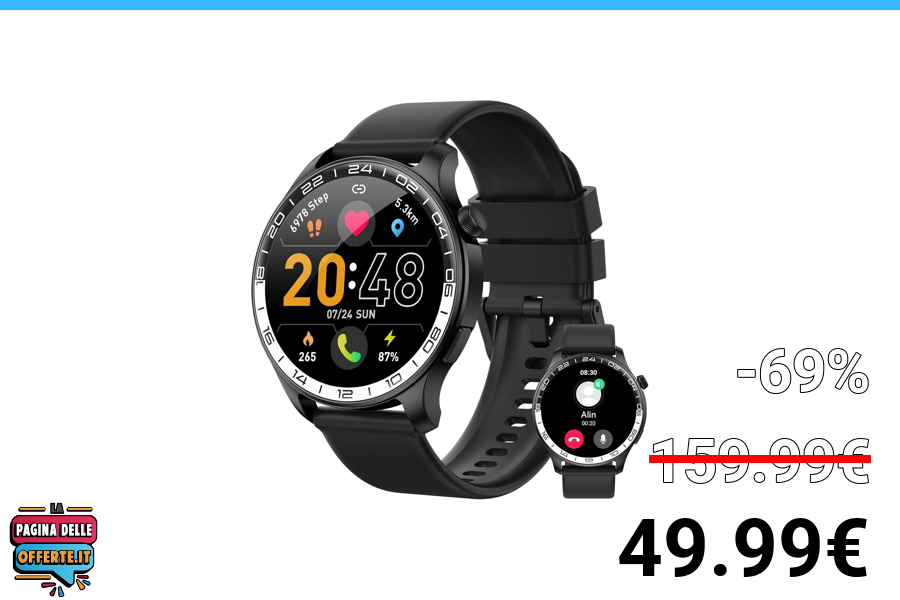 24
22
02
20
04
18
06
16
08
14
10
12
6978 Step
5.3km
20:48
07/24 SUN
265
87%
08:30
Alin
00:20
-69%
159.99€
49.99€
LA
PAGINA DELLE
OFFERTE.IT